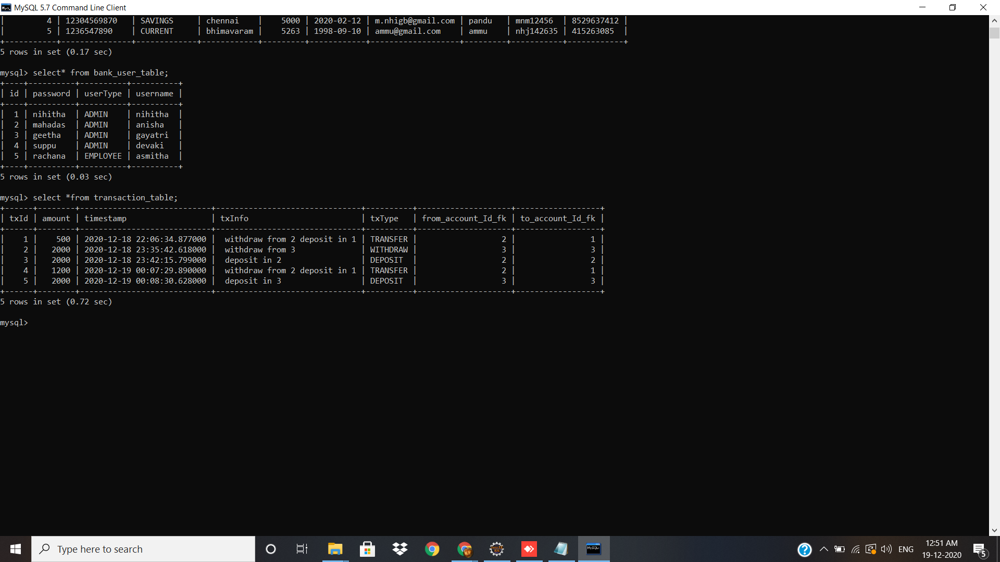 MySQL 5.7 Command Line Client
|         4 | 12304569870   | SAVINGS     | chennai    |    5000 | 2020-02-12 | m.nhigb@gmail.com | pandu   | mnm12456  | 8529637412 |
|         5 | 1236547890    | CURRENT     | bhimavaram |    5263 | 1998-09-10 | ammu@gmail.com    | ammu    | nhj142635 | 415263085  |
+-----------+---------------+-------------+------------+---------+------------+-------------------+---------+-----------+------------+
5 rows in set (0.17 sec)
mysql> select* from bank_user_table;
+----+----------+----------+----------+
| id | password | userType | username |
+----+----------+----------+----------+
|  1 | nihitha  | ADMIN    | nihitha  |
|  2 | mahadas  | ADMIN    | anisha   |
|  3 | geetha   | ADMIN    | gayatri  |
|  4 | suppu    | ADMIN    | devaki   |
|  5 | rachana  | EMPLOYEE | asmitha  |
+----+----------+----------+----------+
5 rows in set (0.03 sec)
mysql> select *from transaction_table;
+------+--------+----------------------------+-------------------------------+----------+--------------------+------------------+
| txId | amount | timestamp                  | txInfo                        | txType   | from_account_Id_fk | to_account_Id_fk |
+------+--------+----------------------------+-------------------------------+----------+--------------------+------------------+
|    1 |    500 | 2020-12-18 22:06:34.877000 |  withdraw from 2 deposit in 1 | TRANSFER |                  2 |                1 |
|    2 |   2000 | 2020-12-18 23:35:42.618000 |  withdraw from 3              | WITHDRAW |                  3 |                3 |
|    3 |   2000 | 2020-12-18 23:42:15.799000 |  deposit in 2                 | DEPOSIT  |                  2 |                2 |
|    4 |   1200 | 2020-12-19 00:07:29.890000 |  withdraw from 2 deposit in 1 | TRANSFER |                  2 |                1 |
|    5 |   2000 | 2020-12-19 00:08:30.628000 |  deposit in 3                 | DEPOSIT  |                  3 |                3 |
+------+--------+----------------------------+-------------------------------+----------+--------------------+------------------+
5 rows in set (0.72 sec)
mysql>
Type here to search
ENG
12:51 AM
19-12-2020
5